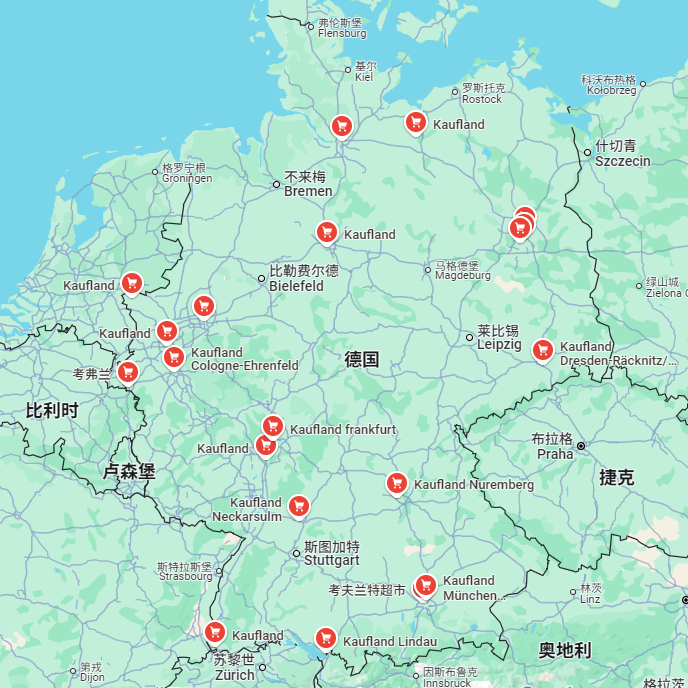 弗伦斯堡
Flensburg
基尔
Kiel
科沃布热格
Kołobrzeg
罗斯托克
Rostock
Kaufland
什切青
Szczecin
格罗宁根
Groningen
不来梅
Bremen
Kaufland
比勒费尔德
Bielefeld
马格德堡
Magdeburg
绿山城
Zielona G
Kaufland
Kaufland
莱比锡
Leipzig
Kaufland
Dresden-Räcknitz/...
Kaufland
Cologne-Ehrenfeld
德国
考弗兰
比利时
Kaufland frankfurt
Kaufland
布拉格
Praha
卢森堡
捷克
Kaufland Nuremberg
Kaufland
Neckarsulm
斯图加特
Stuttgart
斯特拉斯堡
Strasbourg
考夫兰特超市
Kaufland
München...
林茨
Linz
Kaufland
Kaufland Lindau
奥地利
苏黎世
Zürich
第戎
Dijon
因斯布鲁克
Innsbruck
格拉茨